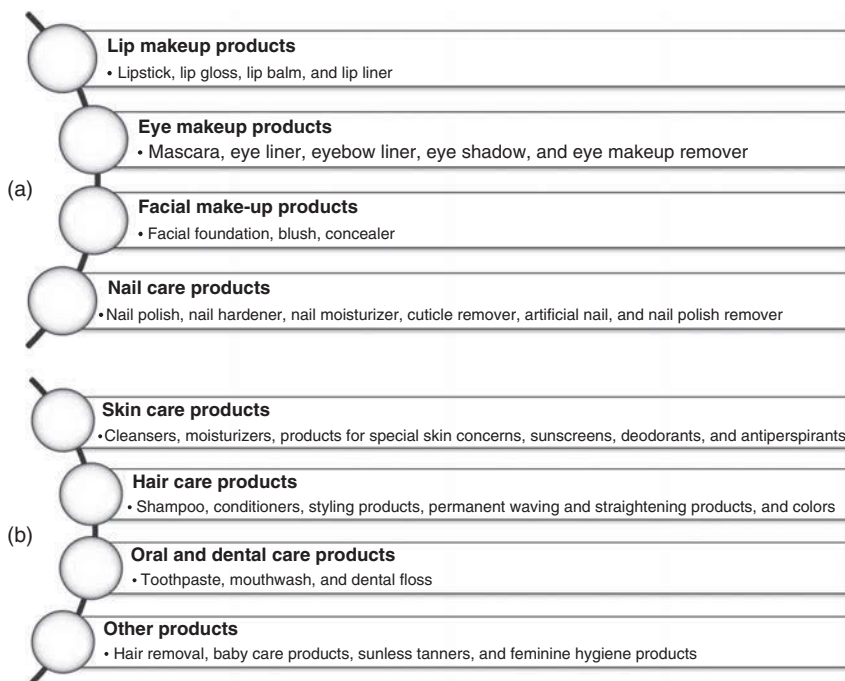 (a)
Lip makeup products
• Lipstick, lip gloss, lip balm, and lip liner
Eye makeup products
• Mascara, eye liner, eyebow liner, eye shadow, and eye makeup remover
Facial make-up products
• Facial foundation, blush, concealer
Nail care products
• Nail polish, nail hardener, nail moisturizer, cuticle remover, artificial nail, and nail polish remover
(b)
Skin care products
• Cleansers, moisturizers, products for special skin concerns, sunscreens, deodorants, and antiperspirants
Hair care products
• Shampoo, conditioners, styling products, permanent waving and straightening products, and colors
Oral and dental care products
• Toothpaste, mouthwash, and dental floss
Other products
• Hair removal, baby care products, sunless tanners, and feminine hygiene products